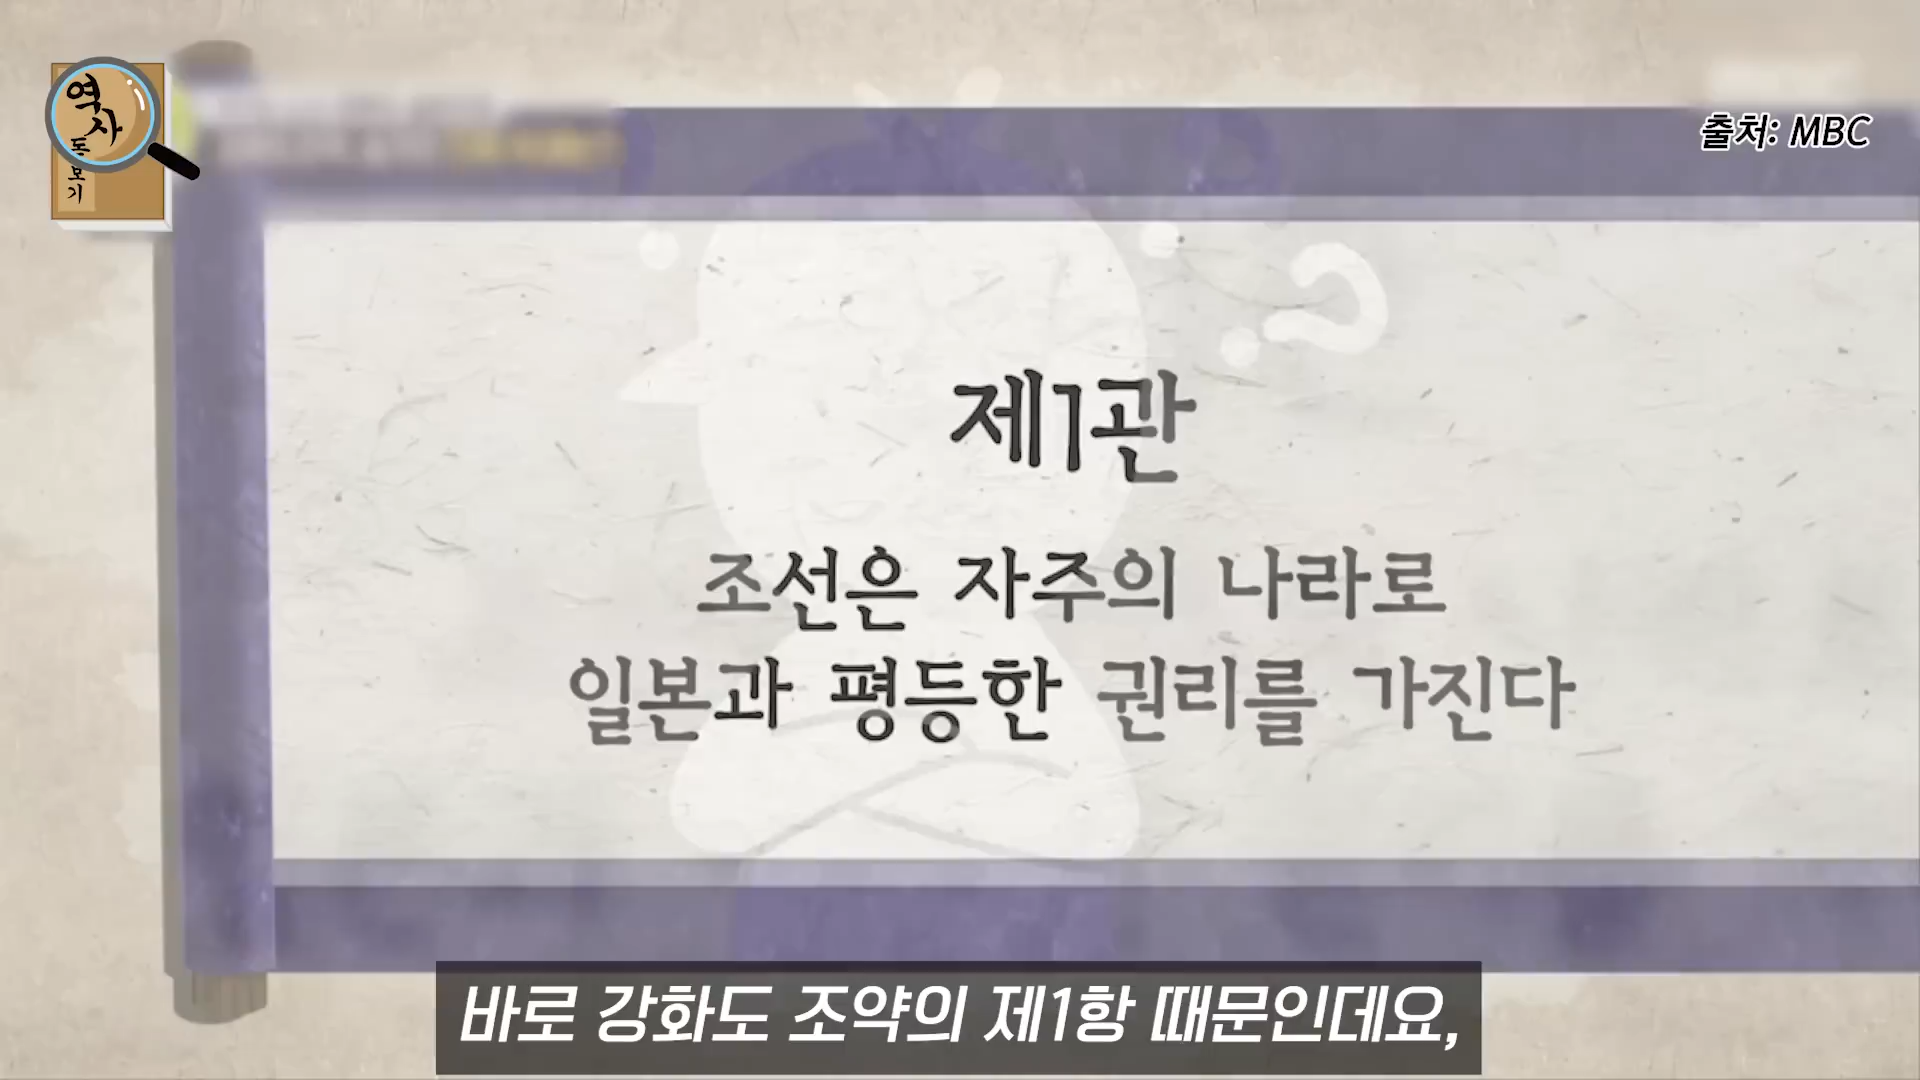 역사
돋보기
출처: MBC
제1관
조선은 자주의 나라로
일본과 평등한 권리를 가진다
바로 강화도 조약의 제1항 때문인데요,